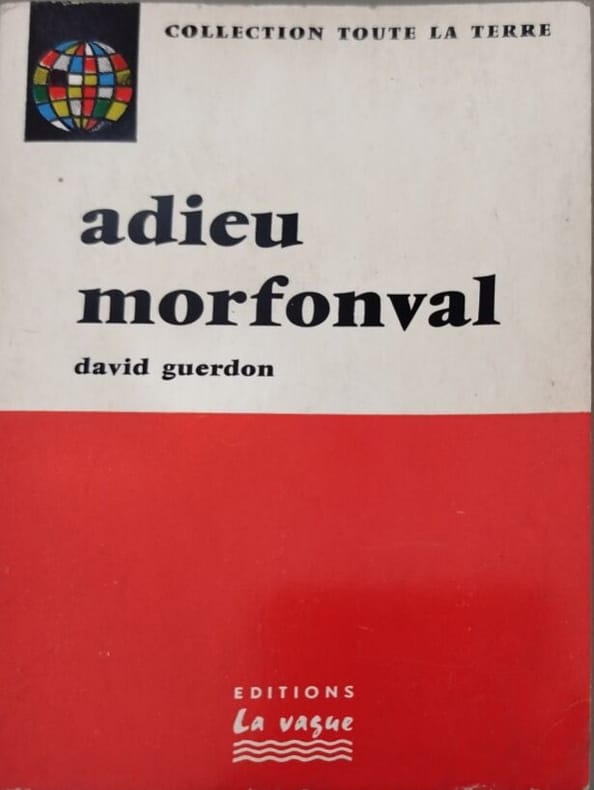 COLLECTION TOUTE LA TERRE
adieu
morfonval
david guerdon
EDITIONS
La vague